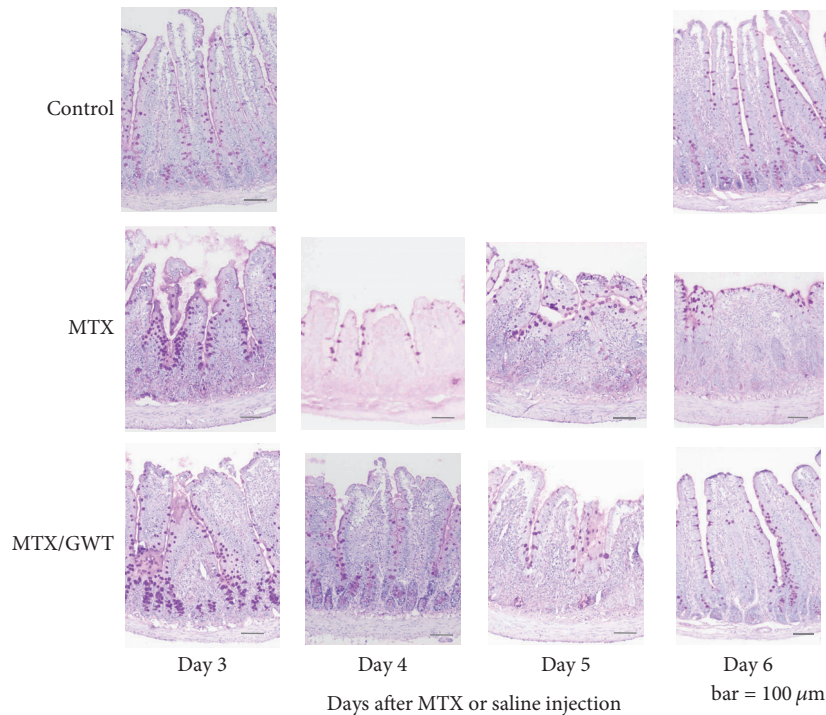 Control
MTX
MTX/GWT
Day 3
Day 4
Day 5
Day 6
Days after MTX or saline injection
bar = 100 μm